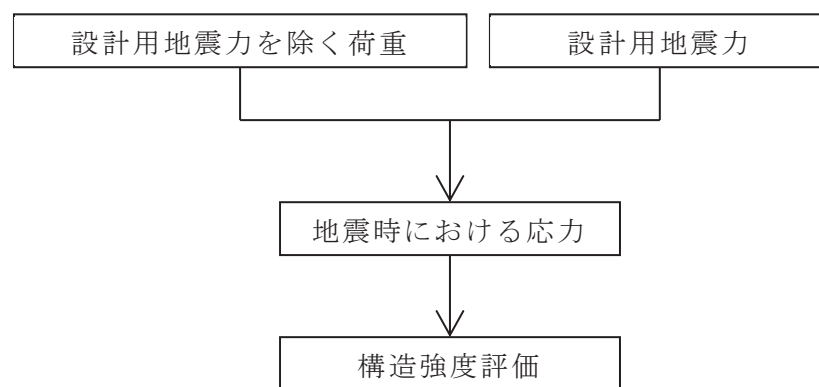 設計用地震力を除く荷重
設計用地震力
地震時における応力
構造強度評価